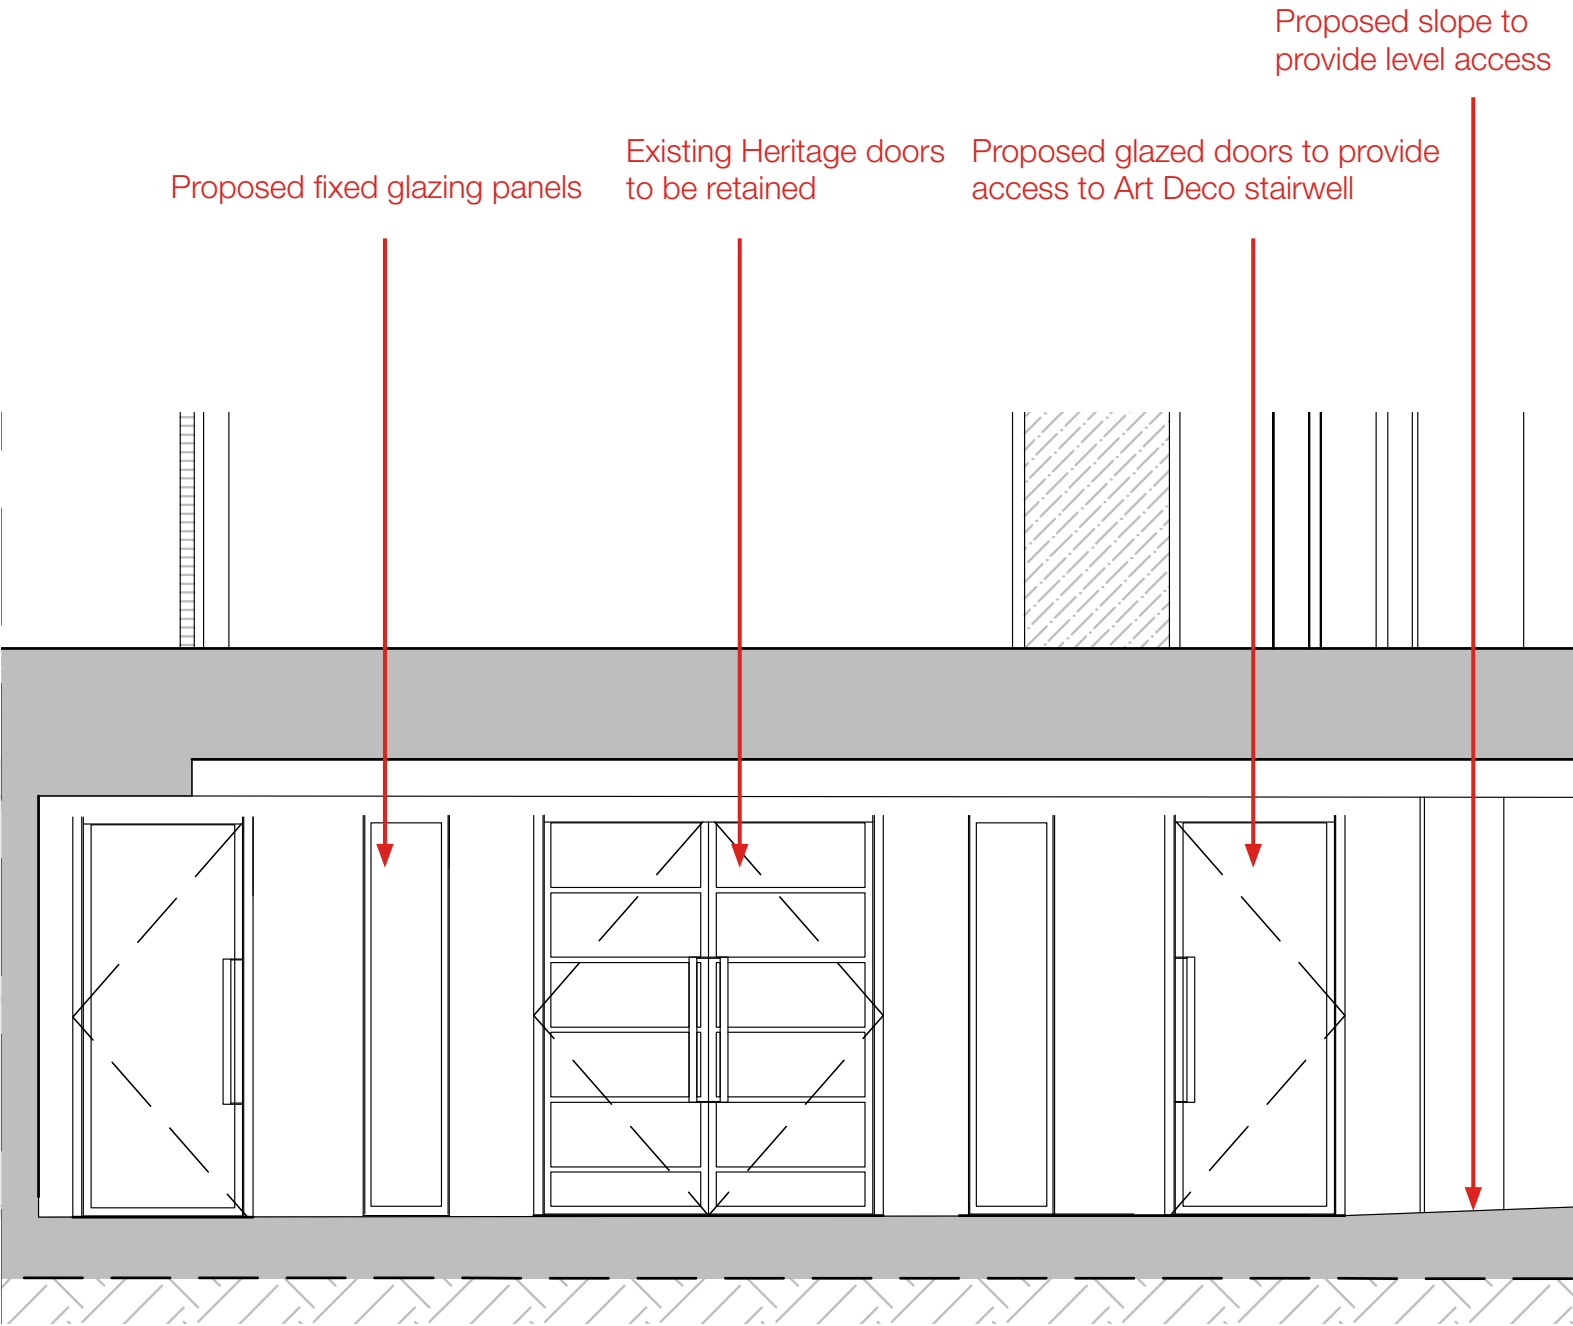 Proposed slope to
provide level access
Existing Heritage doors
to be retained
Proposed glazed doors to provide
access to Art Deco stairwell
Proposed fixed glazing panels